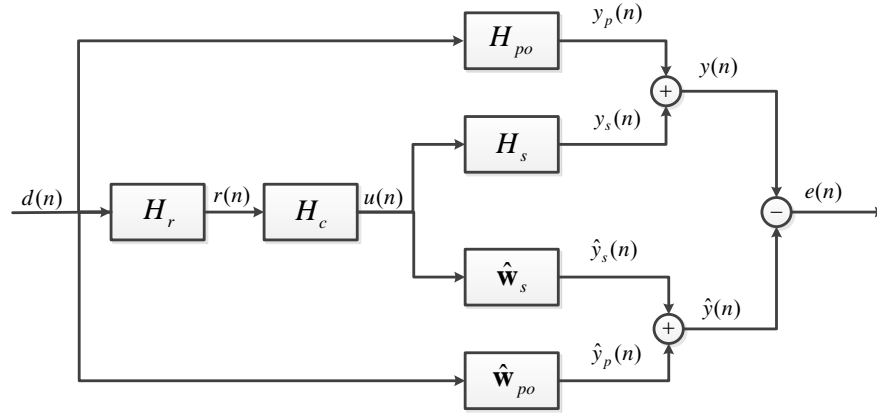 y_p(n)
H_po
y(n)
+
y_s(n)
H_s
d(n)
r(n)
u(n)
e(n)
H_r
H_c
−
ŷ_s(n)
ŵ_s
ŷ(n)
+
ŷ_p(n)
ŵ_po